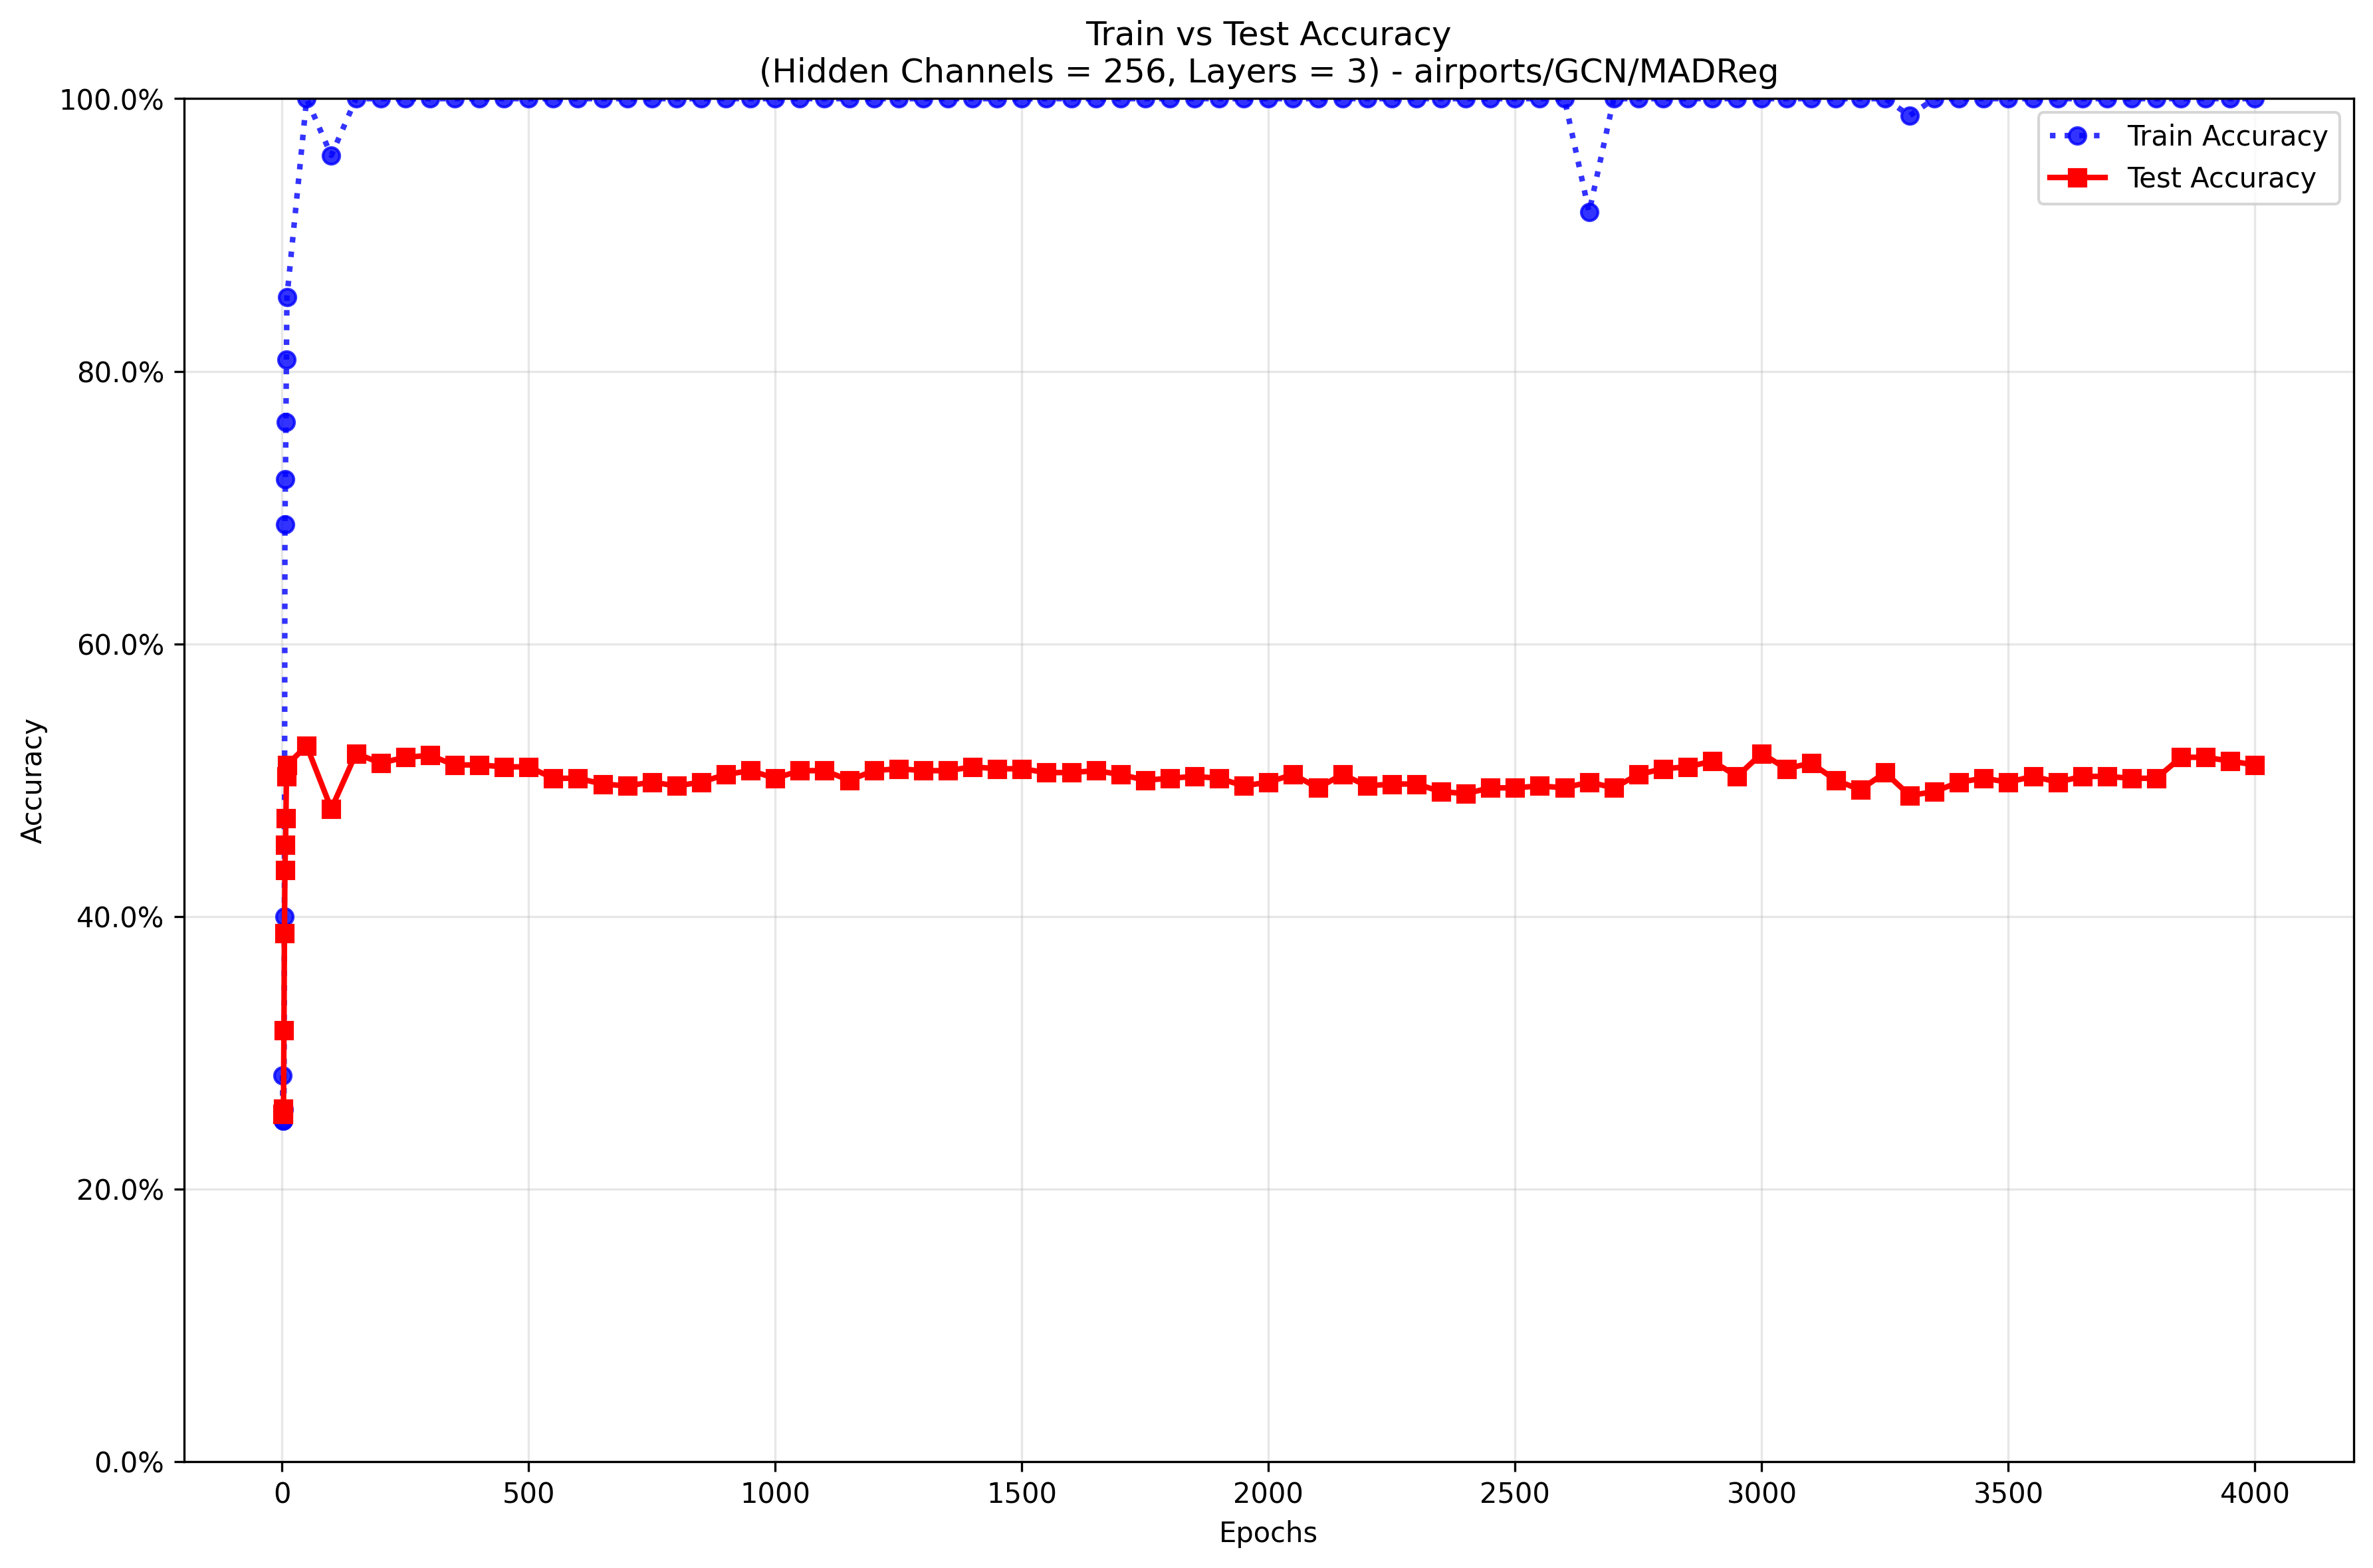 Train vs Test Accuracy
(Hidden Channels = 256, Layers = 3) - airports/GCN/MADReg
100.0%
80.0%
60.0%
40.0%
20.0%
0.0%
Accuracy
Train Accuracy
Test Accuracy
0 500 1000 1500 2000 2500 3000 3500 4000
Epochs